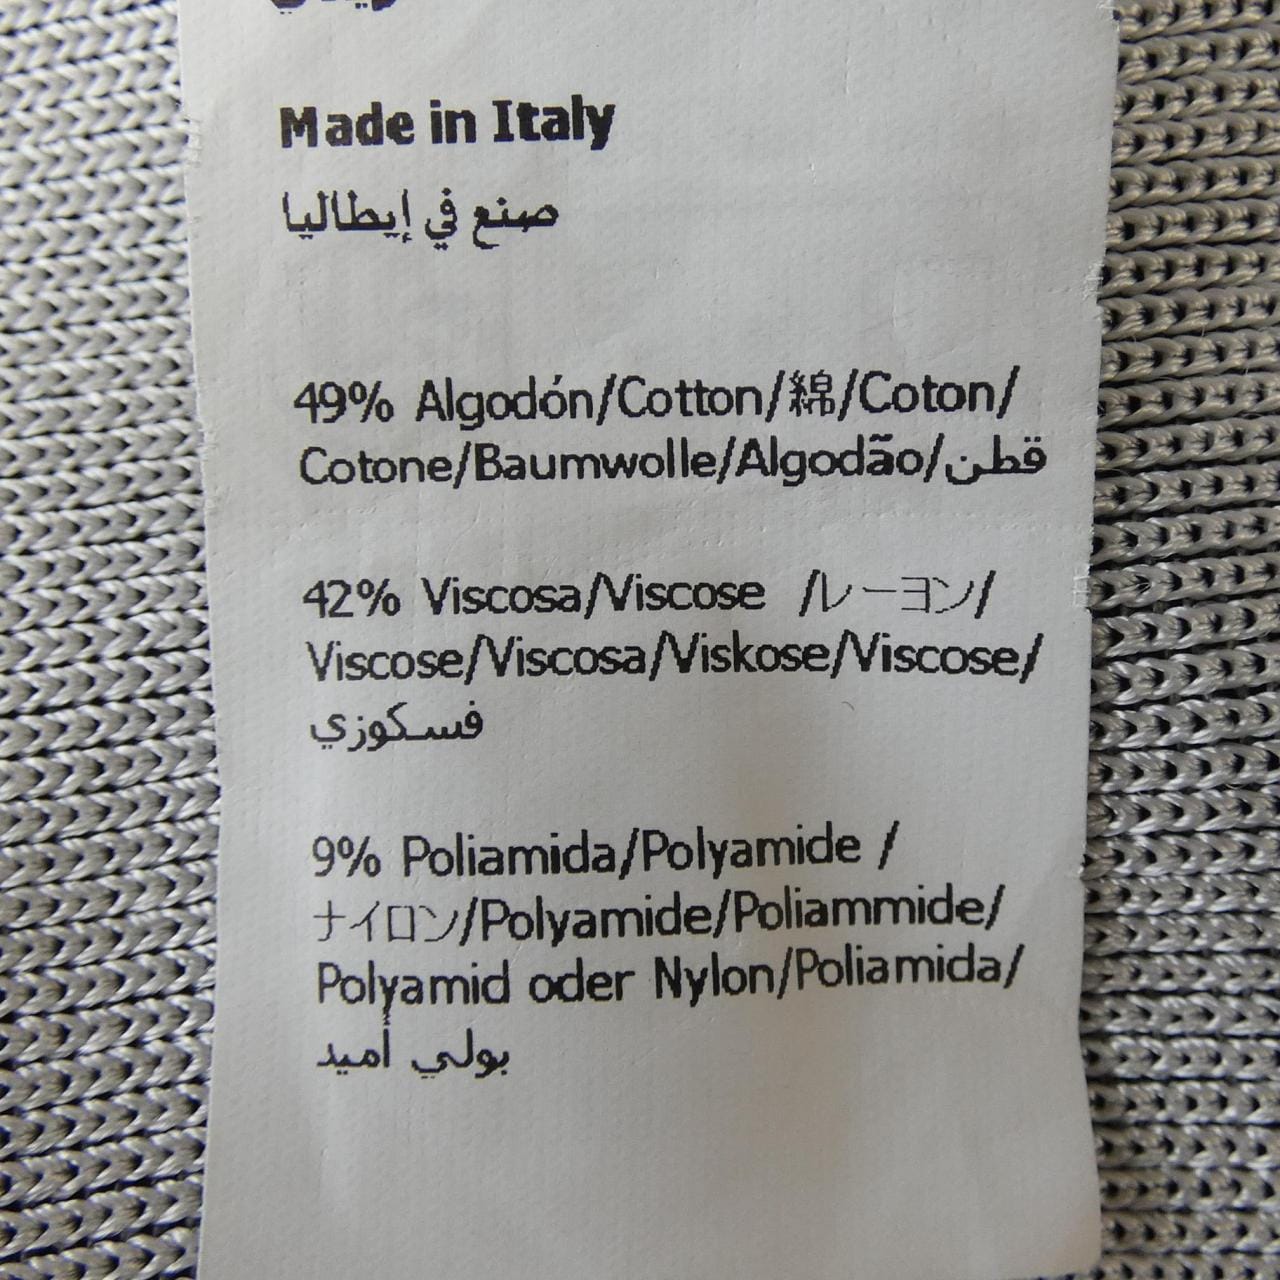 Made in Italy
صنع في إيطاليا
49% Algodón/Cotton/綿/Coton/
Cotone/Baumwolle/Algodão/قطن
42% Viscosa/Viscose /レーヨン/
Viscose/Viscosa/Viskose/Viscose/
فسكوزي
9% Poliamida/Polyamide /
ナイロン/Polyamide/Poliammide/
Polyamid oder Nylon/Poliamida/
بولي أميد